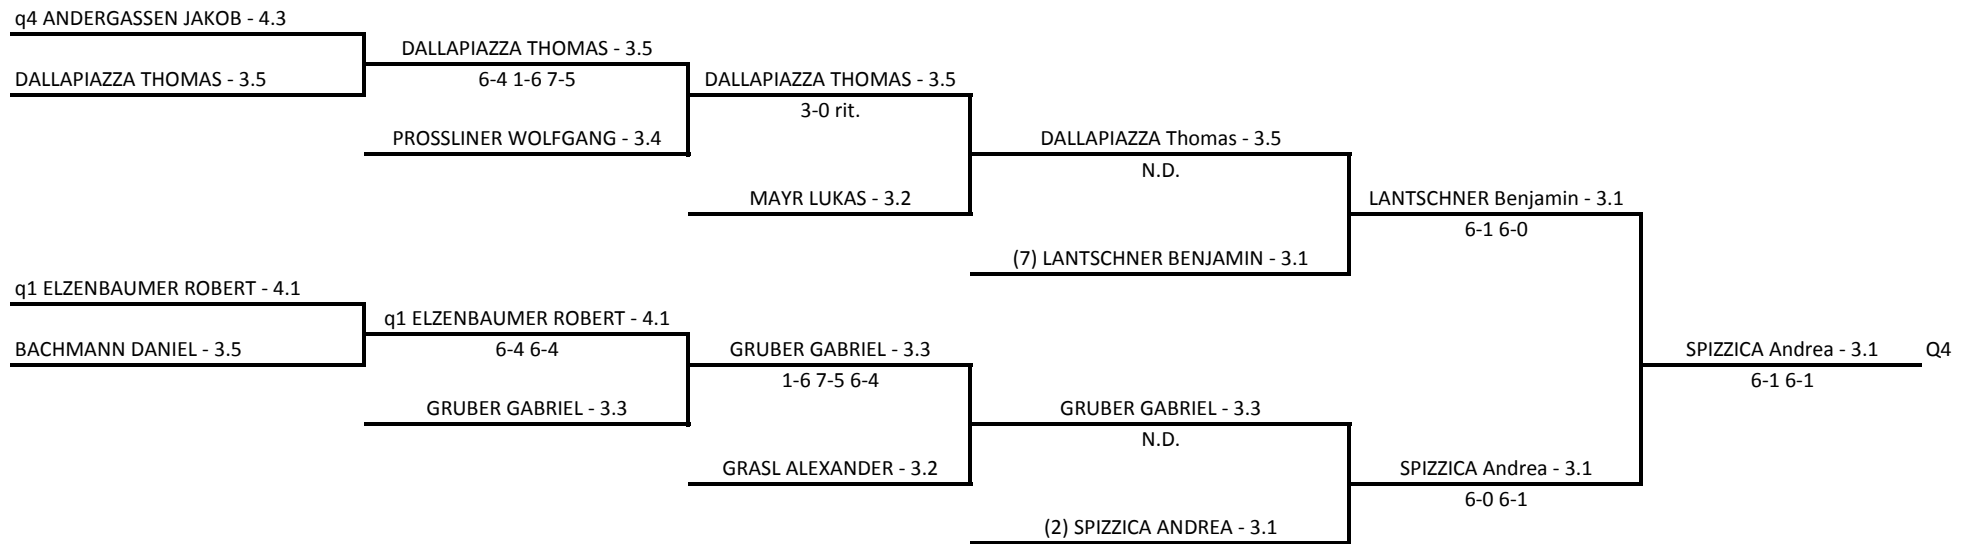 q4 ANDERGASSEN JAKOB - 4.3
DALLAPIAZZA THOMAS - 3.5
DALLAPIAZZA THOMAS - 3.5
6-4 1-6 7-5
DALLAPIAZZA THOMAS - 3.5
3-0 rit.
PROSSLINER WOLFGANG - 3.4
DALLAPIAZZA Thomas - 3.5
N.D.
MAYR LUKAS - 3.2
LANTSCHNER Benjamin - 3.1
6-1 6-0
(7) LANTSCHNER BENJAMIN - 3.1
q1 ELZENBAUMER ROBERT - 4.1
q1 ELZENBAUMER ROBERT - 4.1
6-4 6-4
BACHMANN DANIEL - 3.5
GRUBER GABRIEL - 3.3
1-6 7-5 6-4
SPIZZICA Andrea - 3.1 Q4
6-1 6-1
GRUBER GABRIEL - 3.3
GRUBER GABRIEL - 3.3
N.D.
GRASL ALEXANDER - 3.2
SPIZZICA Andrea - 3.1
6-0 6-1
(2) SPIZZICA ANDREA - 3.1